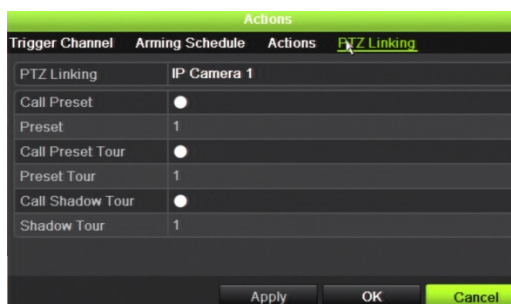 Actions
Trigger Channel Arming Schedule Actions PTZ Linking
PTZ Linking IP Camera 1
Call Preset
Preset 1
Call Preset Tour
Preset Tour 1
Call Shadow Tour
Shadow Tour 1
Apply OK Cancel